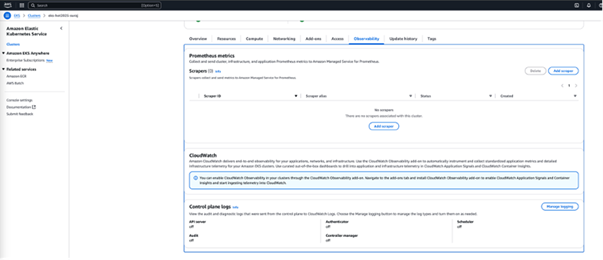 aws
Search
[Option+S]
EKS > Clusters > eks-test2025-zurig
Amazon Elastic
Kubernetes Service
Clusters
Amazon EKS Anywhere
Enterprise Subscriptions New
Related services
Amazon ECR
AWS Batch
Console settings
Documentation
Submit feedback
Overview Resources Compute Networking Add-ons Access Observability Update history Tags
Prometheus metrics
Collect and send cluster, infrastructure, and application Prometheus metrics to Amazon Managed Service for Prometheus.
Scrapers (0) Info
Delete Add scraper
Scrapers collect and send metrics to Amazon Managed Service for Prometheus.
< 1 >
Scraper ID Scraper alias Status Created
No scrapers
There are no scrapers associated with this cluster.
Add scraper
CloudWatch
Amazon CloudWatch delivers end-to-end observability for your applications, networks, and infrastructure. Use the CloudWatch Observability add-on to automatically instrument and collect standardised application metrics and detailed
infrastructure telemetry for your Amazon EKS clusters. Use curated out-of-the-box dashboards to drill into application and infrastructure telemetry in CloudWatch Application Signals and CloudWatch Container Insights.
You can enable CloudWatch Observability in your clusters through the CloudWatch Observability add-on. Navigate to the add-ons tab and install CloudWatch Observability add-on to enable CloudWatch Application Signals and Container
Insights and start ingesting telemetry into CloudWatch
Control plane logs Info
Manage logging
View the audit and diagnostic logs that were sent from the control plane to CloudWatch Logs. Choose the Manage logging button to manage the log types and turn them on as needed.
API server Authenticator Scheduler
off off off
Audit Controller manager
off off